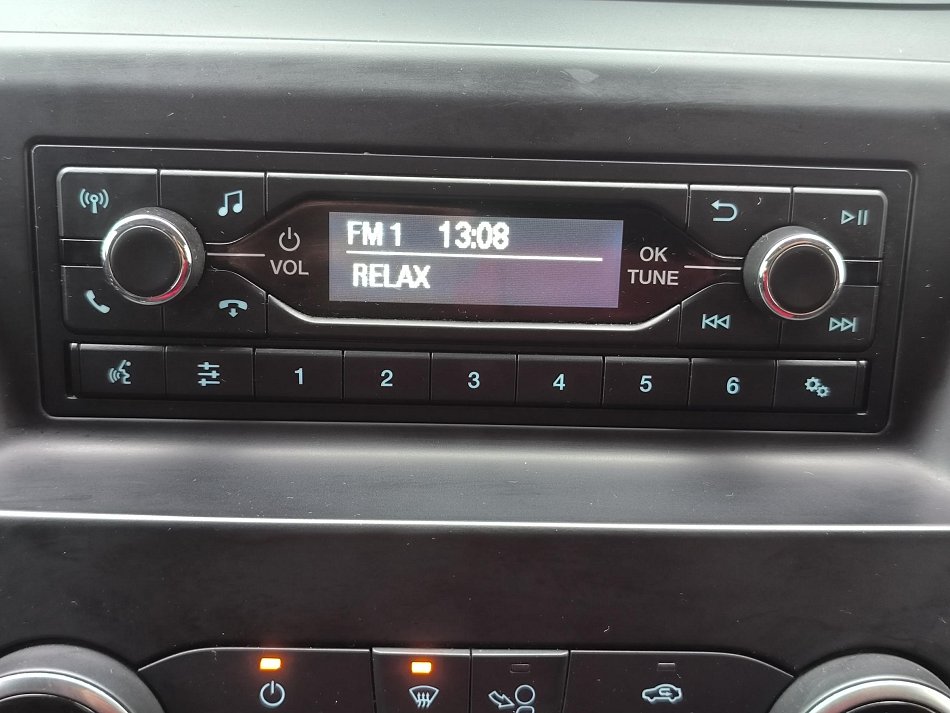 FM 1 13:08
RELAX
VOL
OK
TUNE
1 2 3 4 5 6